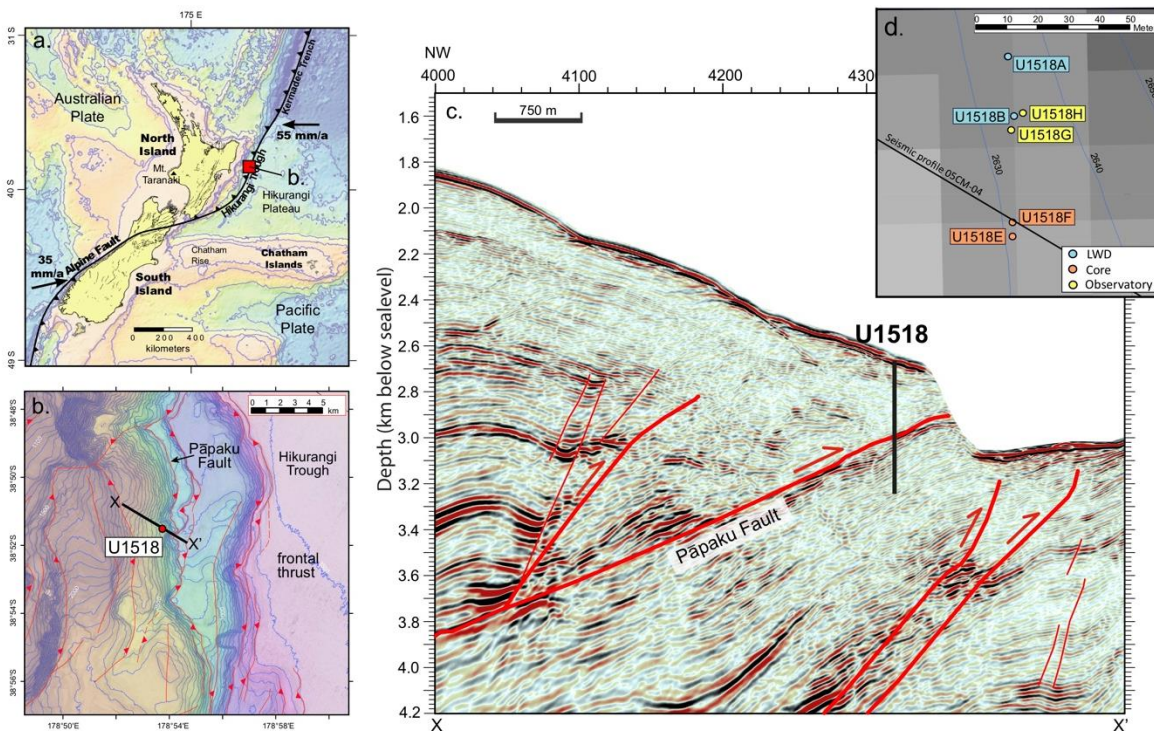 a.
175 E
31 S
40 S
49 S
Australian
Plate
North
Island
Mt.
Taranaki
Kermadec Trench
55 mm/a
b.
Hikurangi Trough
Hikurangi
Plateau
Alpine Fault
35
mm/a
Chatham
Rise
Chatham
Islands
South
Island
Pacific
Plate
0 200 400
kilometers
b.
0 1 2 3 4 5
km
38°48'S
38°50'S
38°52'S
38°54'S
38°56'S
178°50'E
178°54'E
178°58'E
Pāpaku
Fault
Hikurangi
Trough
X
U1518
X'
frontal
thrust
NW
4000
4100
4200
c.
750 m
Depth (km below sealevel)
1.6
1.8
2.0
2.2
2.4
2.6
2.8
3.0
3.2
3.4
3.6
3.8
4.0
4.2
U1518
Pāpaku Fault
X
X'
d.
0 10 20 30 40 50
U1518A
U1518B
U1518H
U1518G
Seismic profile 05CM-04
2630
2640
U1518F
U1518E
LWD
Core
Observatory